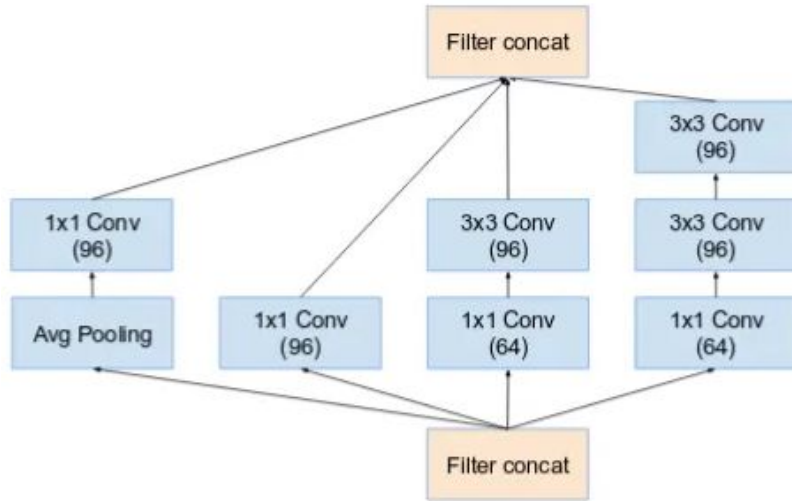 Filter concat
3x3 Conv
(96)
1x1 Conv
(96)
3x3 Conv
(96)
3x3 Conv
(96)
Avg Pooling
1x1 Conv
(96)
1x1 Conv
(64)
1x1 Conv
(64)
Filter concat